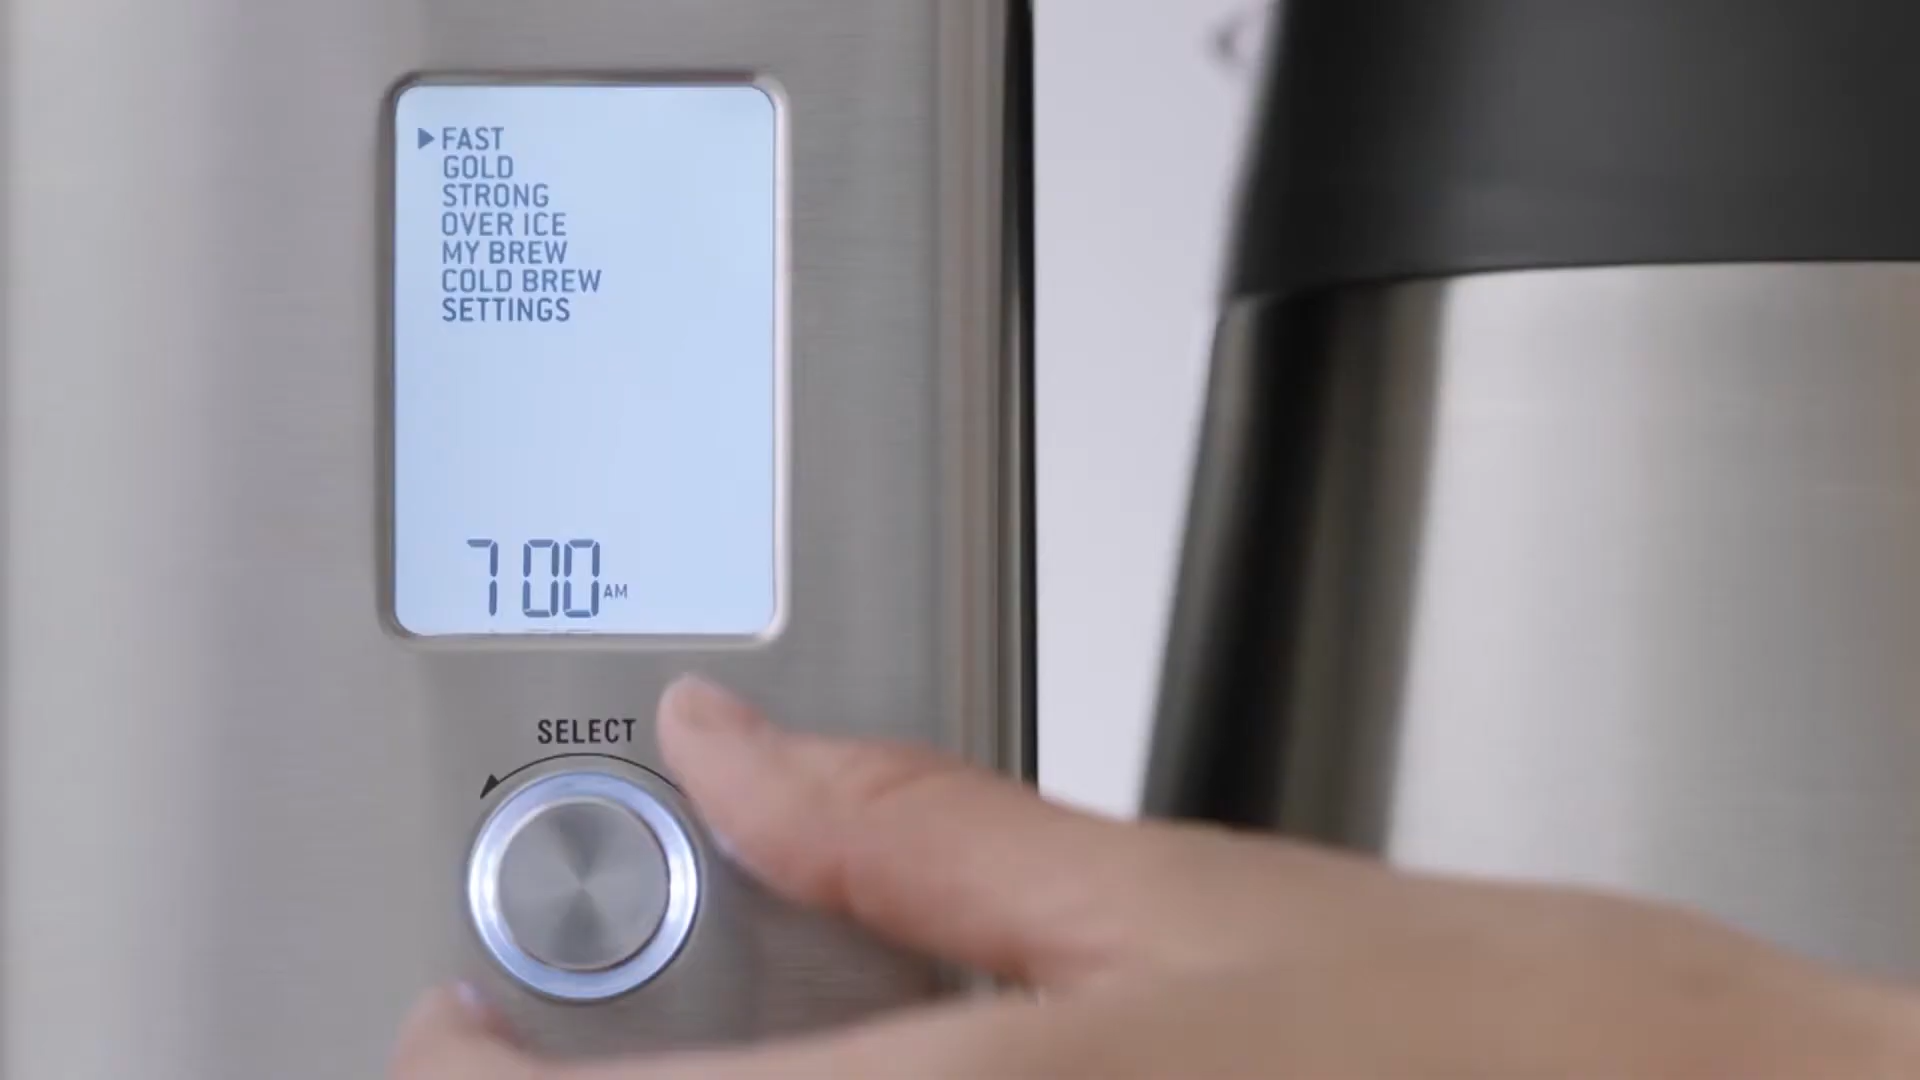 ▶FAST
GOLD
STRONG
OVER ICE
MY BREW
COLD BREW
SETTINGS
7 00 AM
SELECT